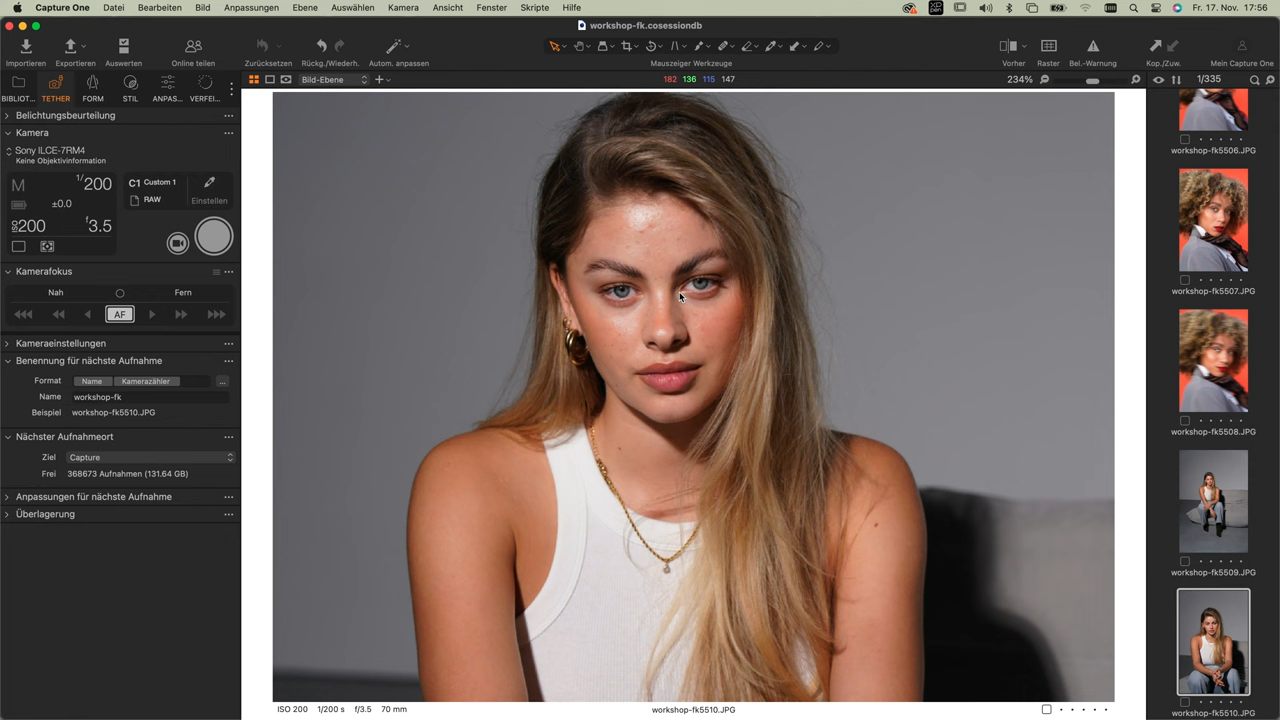 Capture One Datei Bearbeiten Bild Anpassungen Ebene Auswählen Kamera Ansicht Fenster Skripte Hilfe XP PEN Fr. 17. Nov. 17:56
workshop-fk.cosessiondb
Importieren Exportieren Auswerten Online teilen Zurücksetzen Rückg./Wiederh. Autom. anpassen Mauszeiger Werkzeuge Vorher Raster Bel.-Warnung Kop./Zuw. Mein Capture One
Bild-Ebene 182 136 115 147 234% 1/335
BIBLIOT... TETHER FORM STIL ANPAS... VERFEI...
Belichtungsbeurteilung
Kamera
Sony ILCE-7RM4
Keine Objektivinformation
M 1/200 C1 Custom 1
±0.0 RAW Einstellen
ISO 200 f3.5
Kamerafokus
Nah Fern
AF
Kameraeinstellungen
Benennung für nächste Aufnahme
Format Name Kamerazähler ...
Name workshop-fk
Beispiel workshop-fk5510.JPG
Nächster Aufnahmeort
Ziel Capture
Frei 368673 Aufnahmen (131.64 GB)
Anpassungen für nächste Aufnahme
Überlagerung
workshop-fk5506.JPG
workshop-fk5507.JPG
workshop-fk5508.JPG
workshop-fk5509.JPG
workshop-fk5510.JPG
ISO 200 1/200 s f/3.5 70 mm workshop-fk5510.JPG